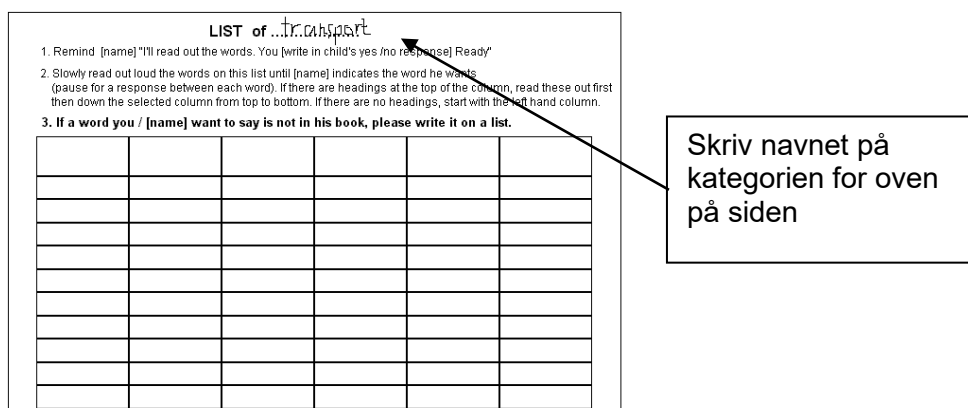 LIST of ...transport
1. Remind [name] "I'll read out the words. You [write in child's yes /no response] Ready"
2. Slowly read out loud the words on this list until [name] indicates the word he wants
(pause for a response between each word). If there are headings at the top of the column, read these out first
then down the selected column from top to bottom. If there are no headings, start with the left hand column.
3. If a word you / [name] want to say is not in his book, please write it on a list.
Skriv navnet på
kategorien for oven
på siden